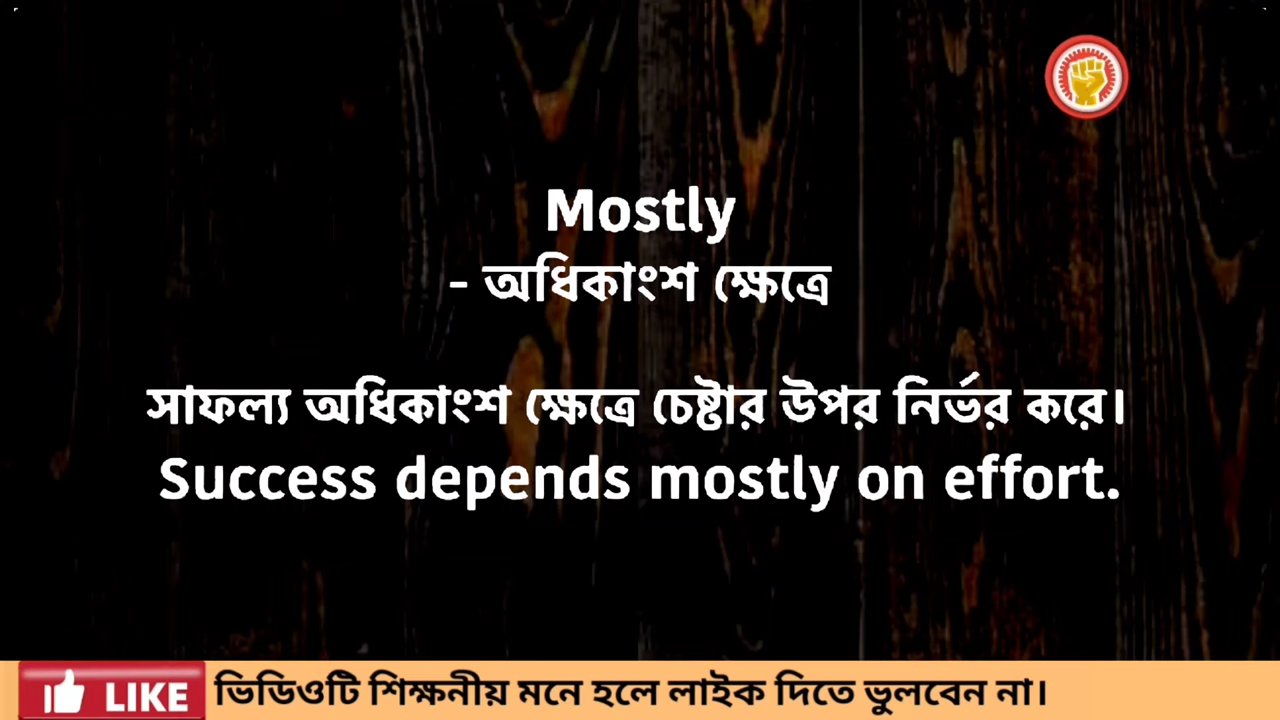 Mostly
- অধিকাংশ ক্ষেত্রে
সাফল্য অধিকাংশ ক্ষেত্রে চেষ্টার উপর নির্ভর করে।
Success depends mostly on effort.
LIKE ভিডিওটি শিক্ষনীয় মনে হলে লাইক দিতে ভুলবেন না।